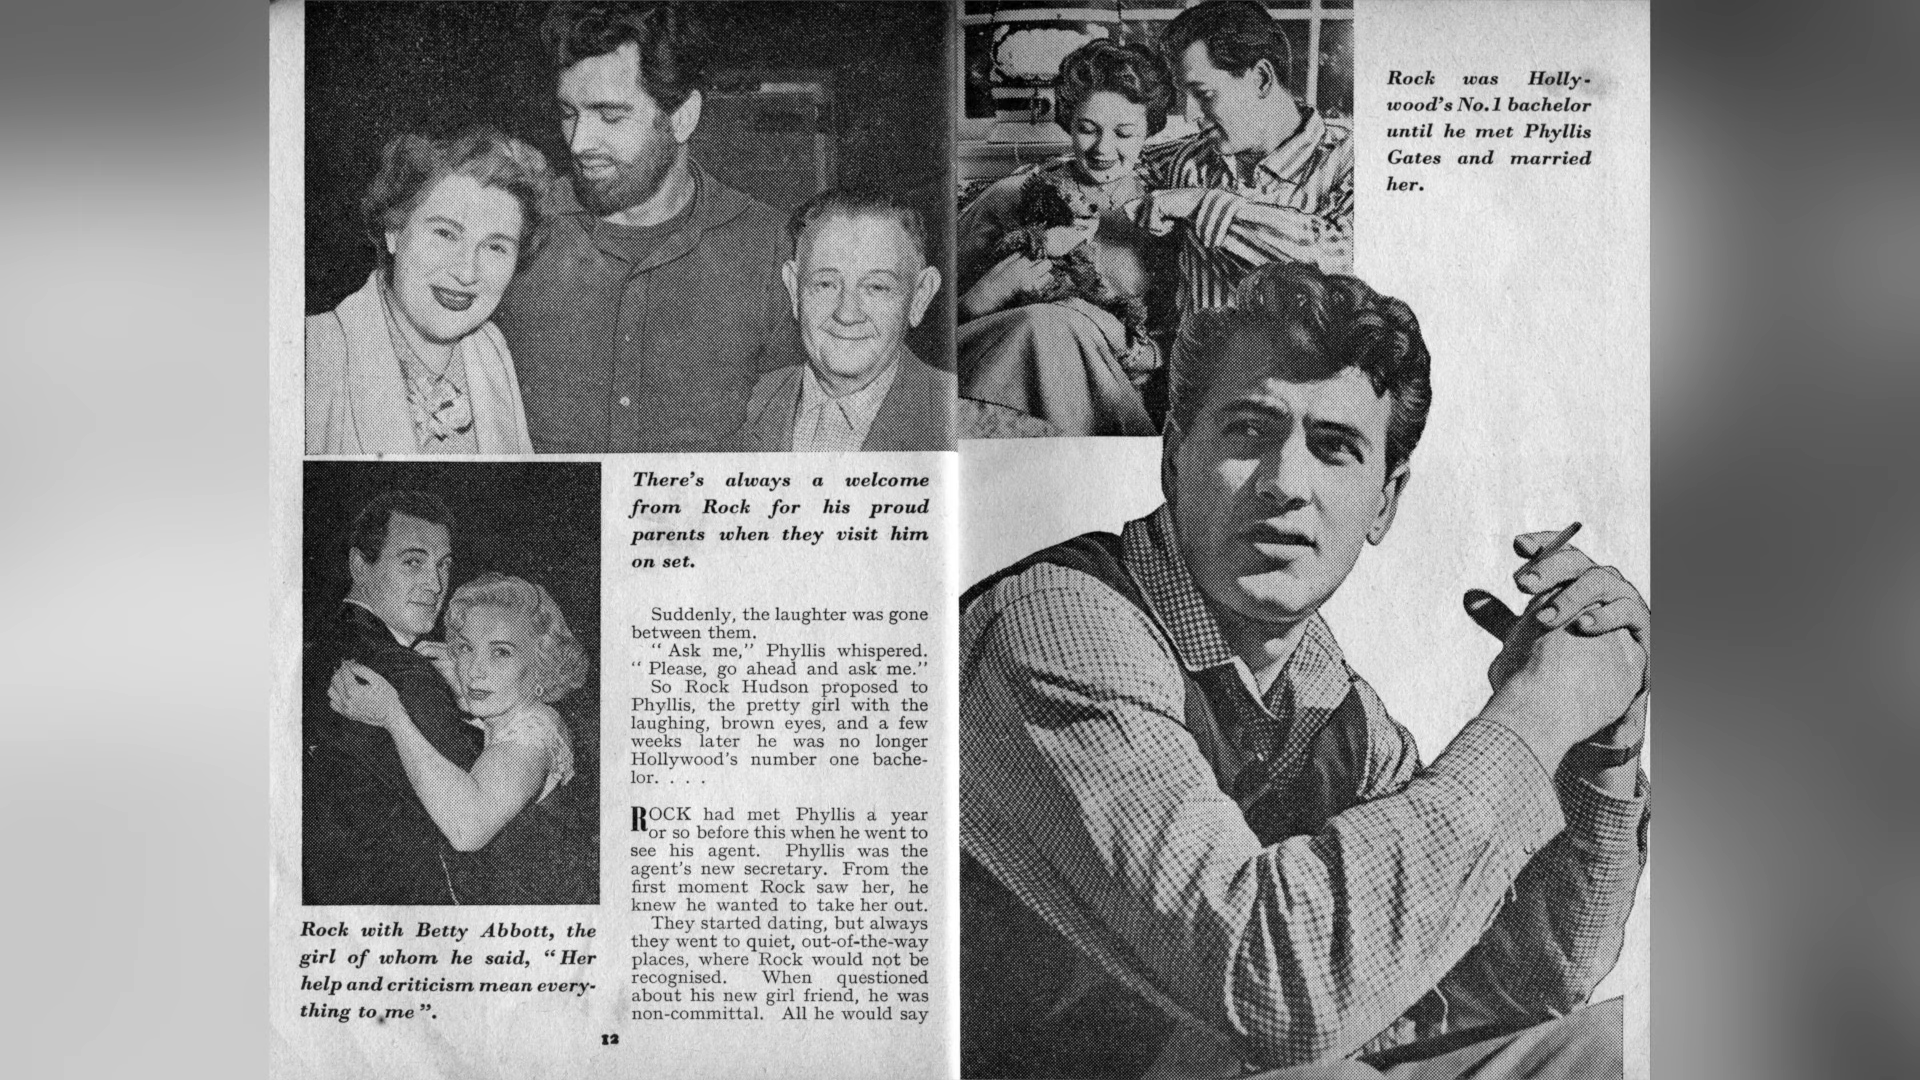 There's always a welcome
from Rock for his proud
parents when they visit him
on set.
Suddenly, the laughter was gone
between them.
" Ask me," Phyllis whispered.
" Please, go ahead and ask me."
So Rock Hudson proposed to
Phyllis, the pretty girl with the
laughing, brown eyes, and a few
weeks later he was no longer
Hollywood's number one bache-
lor. . . .
ROCK had met Phyllis a year
or so before this when he went to
see his agent. Phyllis was the
agent's new secretary. From the
first moment Rock saw her, he
knew he wanted to take her out.
They started dating, but always
they went to quiet, out-of-the-way
places, where Rock would not be
recognised. When questioned
about his new girl friend, he was
non-committal. All he would say
Rock with Betty Abbott, the
girl of whom he said, " Her
help and criticism mean every-
thing to me ".
12
Rock was Holly-
wood's No.1 bachelor
until he met Phyllis
Gates and married
her.